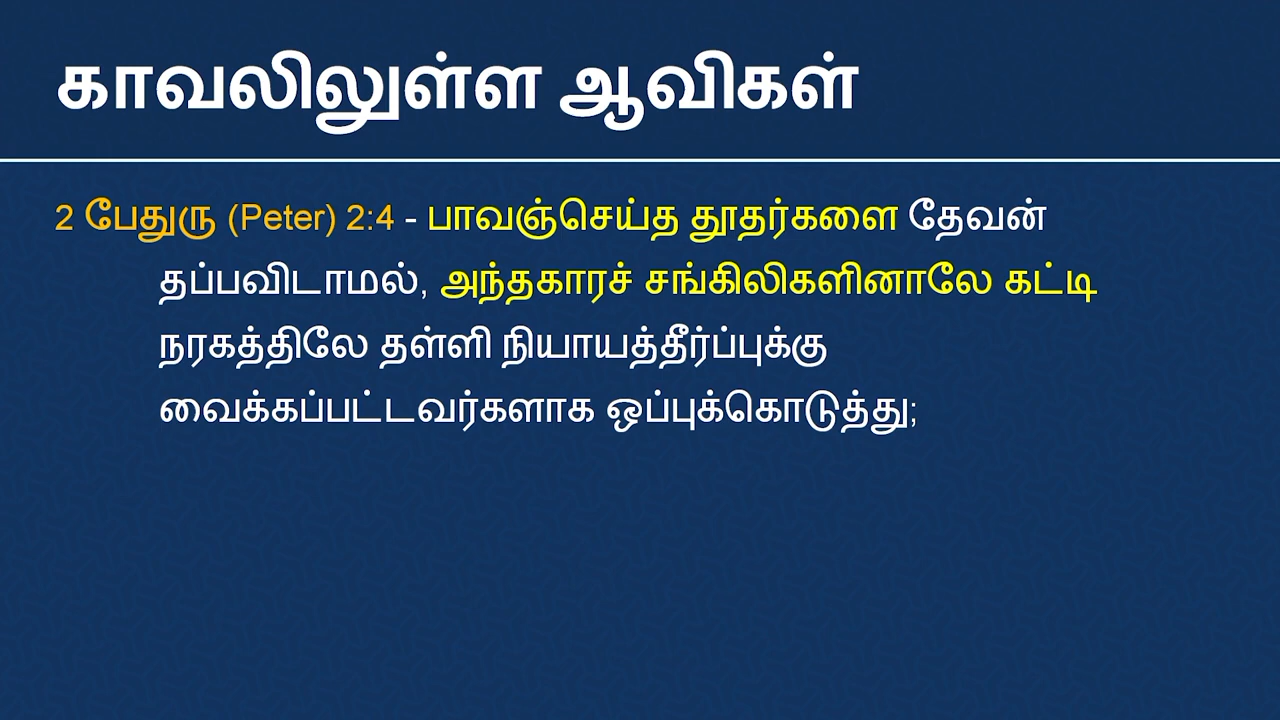 காவலிலுள்ள ஆவிகள்
2 பேதுரு (Peter) 2:4 - பாவஞ்செய்த தூதர்களை தேவன்
தப்பவிடாமல், அந்தகாரச் சங்கிலிகளினாலே கட்டி
நரகத்திலே தள்ளி நியாயத்தீர்ப்புக்கு
வைக்கப்பட்டவர்களாக ஒப்புக்கொடுத்து;